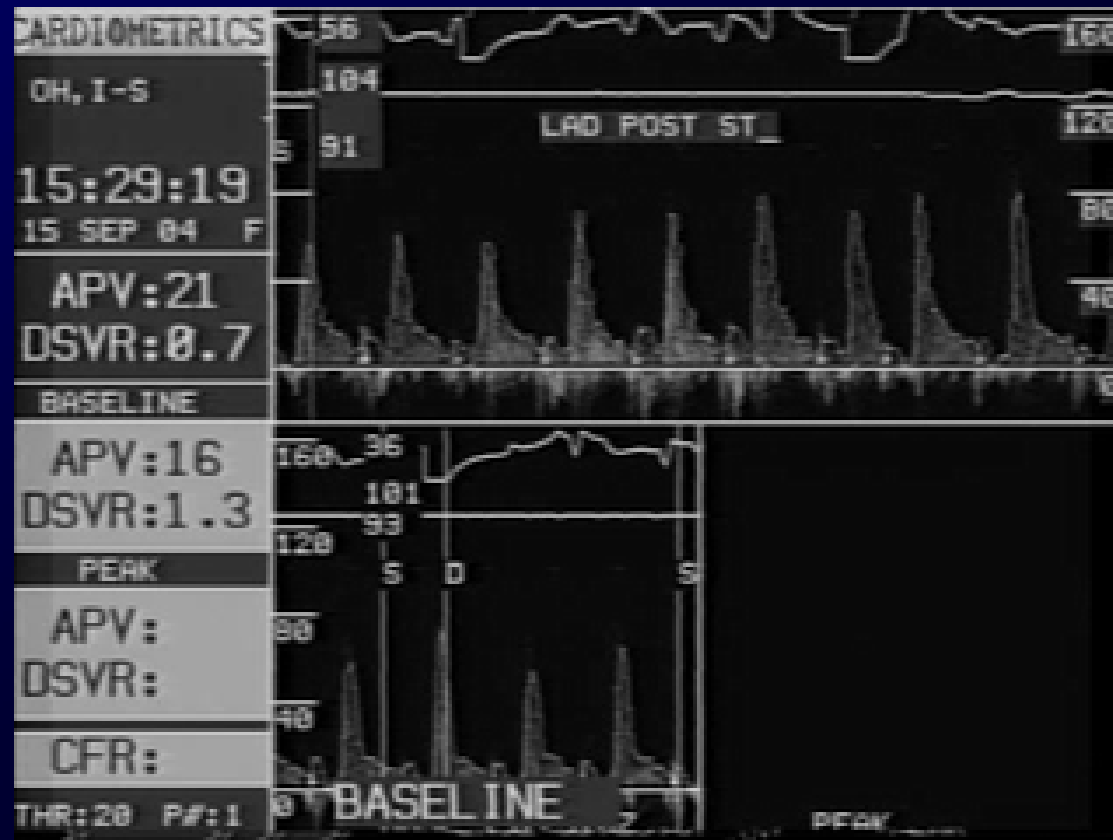 CARDIOMETRICS
OH, I-S
15:29:19
15 SEP 04 F
APV:21
DSVR:0.7
BASELINE
APV:16
DSVR:1.3
PEAK
APV:
DSVR:
CFR:
THR:20 P#:1
56
104
91
S
LAD POST ST_
160
120
80
40
0
160
36
101
93
120
S D S
80
40
0
BASELINE
PEAK